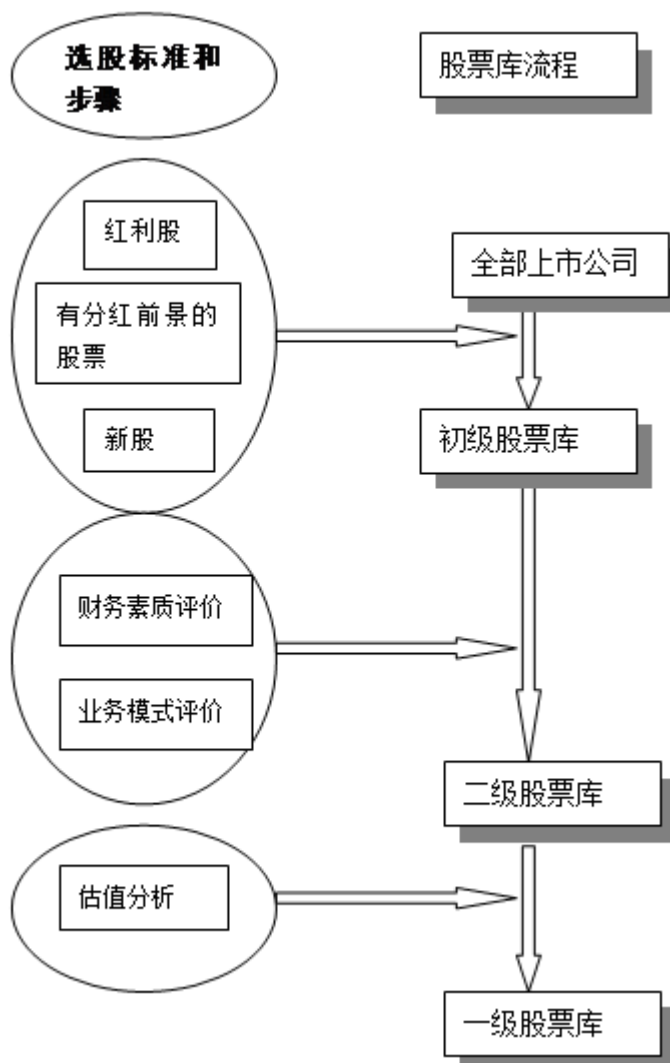 选股标准和
步骤
股票库流程
红利股
全部上市公司
有分红前景的
股票
新股
初级股票库
财务素质评价
业务模式评价
二级股票库
估值分析
一级股票库